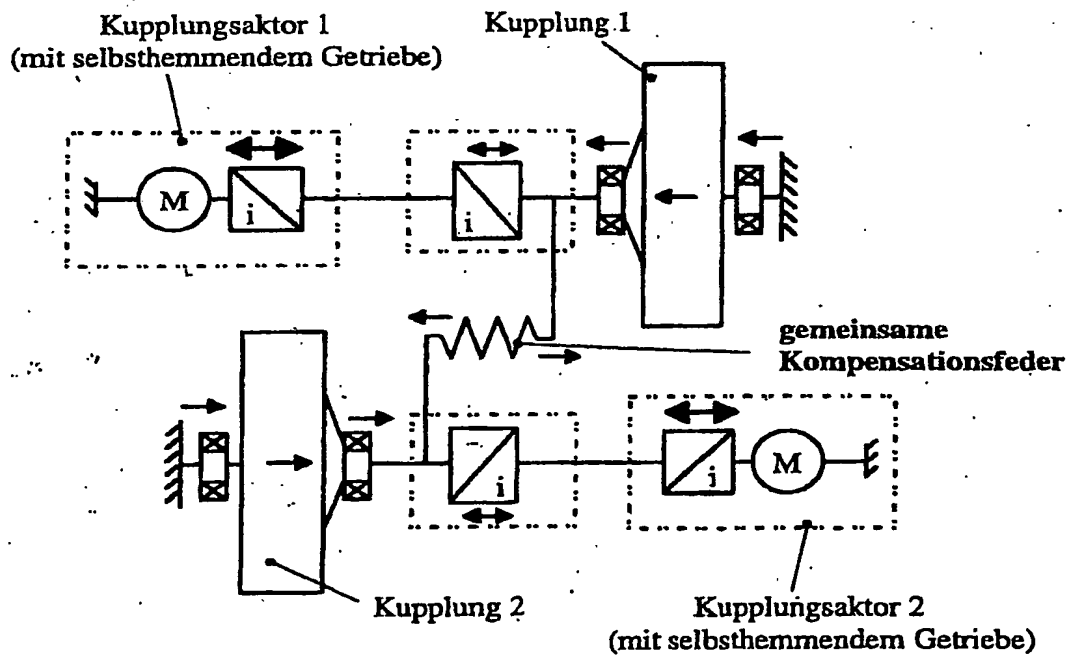 Kupplungsaktor 1
(mit selbsthemmendem Getriebe)
Kupplung 1
M
i
i
gemeinsame
Kompensationsfeder
i
i
M
Kupplung 2
Kupplungsaktor 2
(mit selbsthemmendem Getriebe)